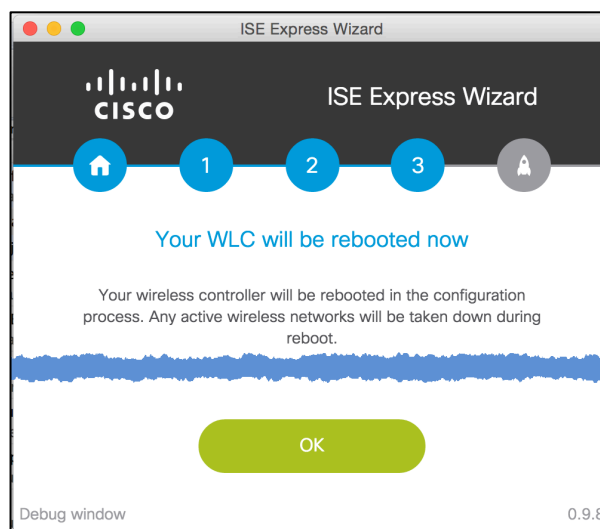 ISE Express Wizard
CISCO
ISE Express Wizard
1
2
3
Your WLC will be rebooted now
Your wireless controller will be rebooted in the configuration
process. Any active wireless networks will be taken down during
reboot.
OK
Debug window
0.9.8